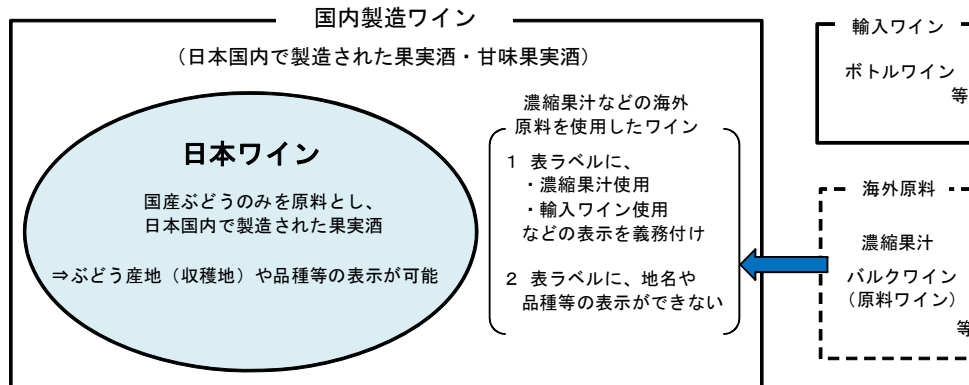 国内製造ワイン
（日本国内で製造された果実酒・甘味果実酒）
日本ワイン
国産ぶどうのみを原料とし、
日本国内で製造された果実酒
⇒ぶどう産地（収穫地）や品種等の表示が可能
濃縮果汁などの海外
原料を使用したワイン
１ 表ラベルに、
・濃縮果汁使用
・輸入ワイン使用
などの表示を義務付け
２ 表ラベルに、地名や
品種等の表示ができない
輸入ワイン
ボトルワイン
等
海外原料
濃縮果汁
バルクワイン
（原料ワイン）
等